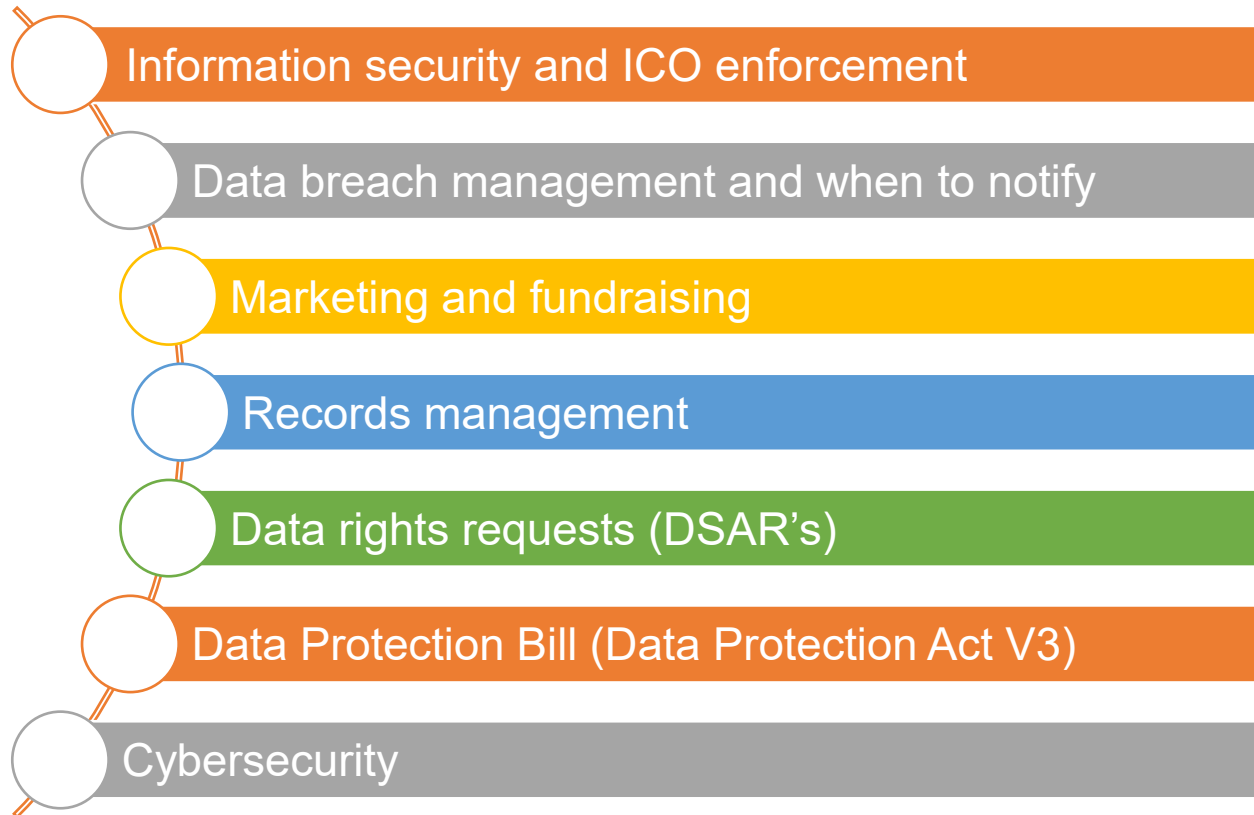 Information security and ICO enforcement
Data breach management and when to notify
Marketing and fundraising
Records management
Data rights requests (DSAR’s)
Data Protection Bill (Data Protection Act V3)
Cybersecurity